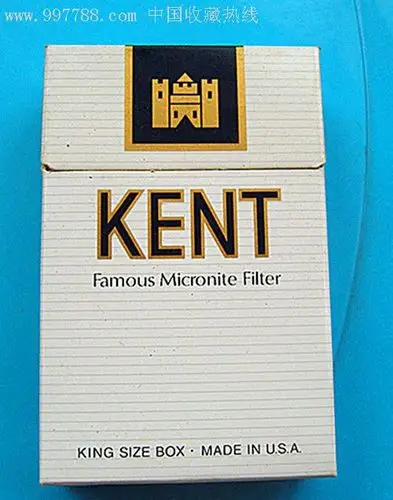 www.997788.com 中国收藏热线
KENT
Famous Micronite Filter
KING SIZE BOX · MADE IN U.S.A.